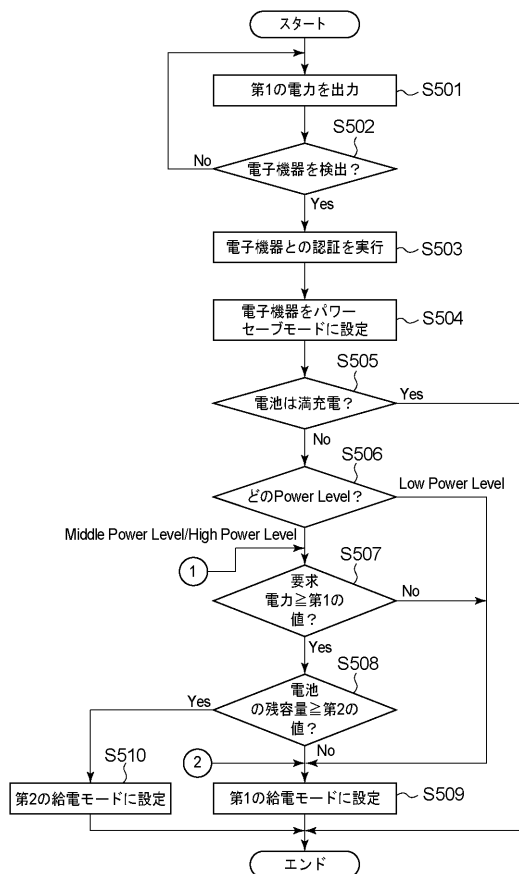 スタート
第1の電力を出力
S501
S502
電子機器を検出？
No
Yes
電子機器との認証を実行
S503
電子機器をパワー
セーブモードに設定
S504
S505
電池は満充電？
Yes
No
S506
どのPower Level？
Low Power Level
Middle Power Level/High Power Level
1
S507
要求
電力≧第1の
値？
No
Yes
S508
電池
の残容量≧第2の
値？
Yes
No
2
S510
第2の給電モードに設定
第1の給電モードに設定
S509
エンド